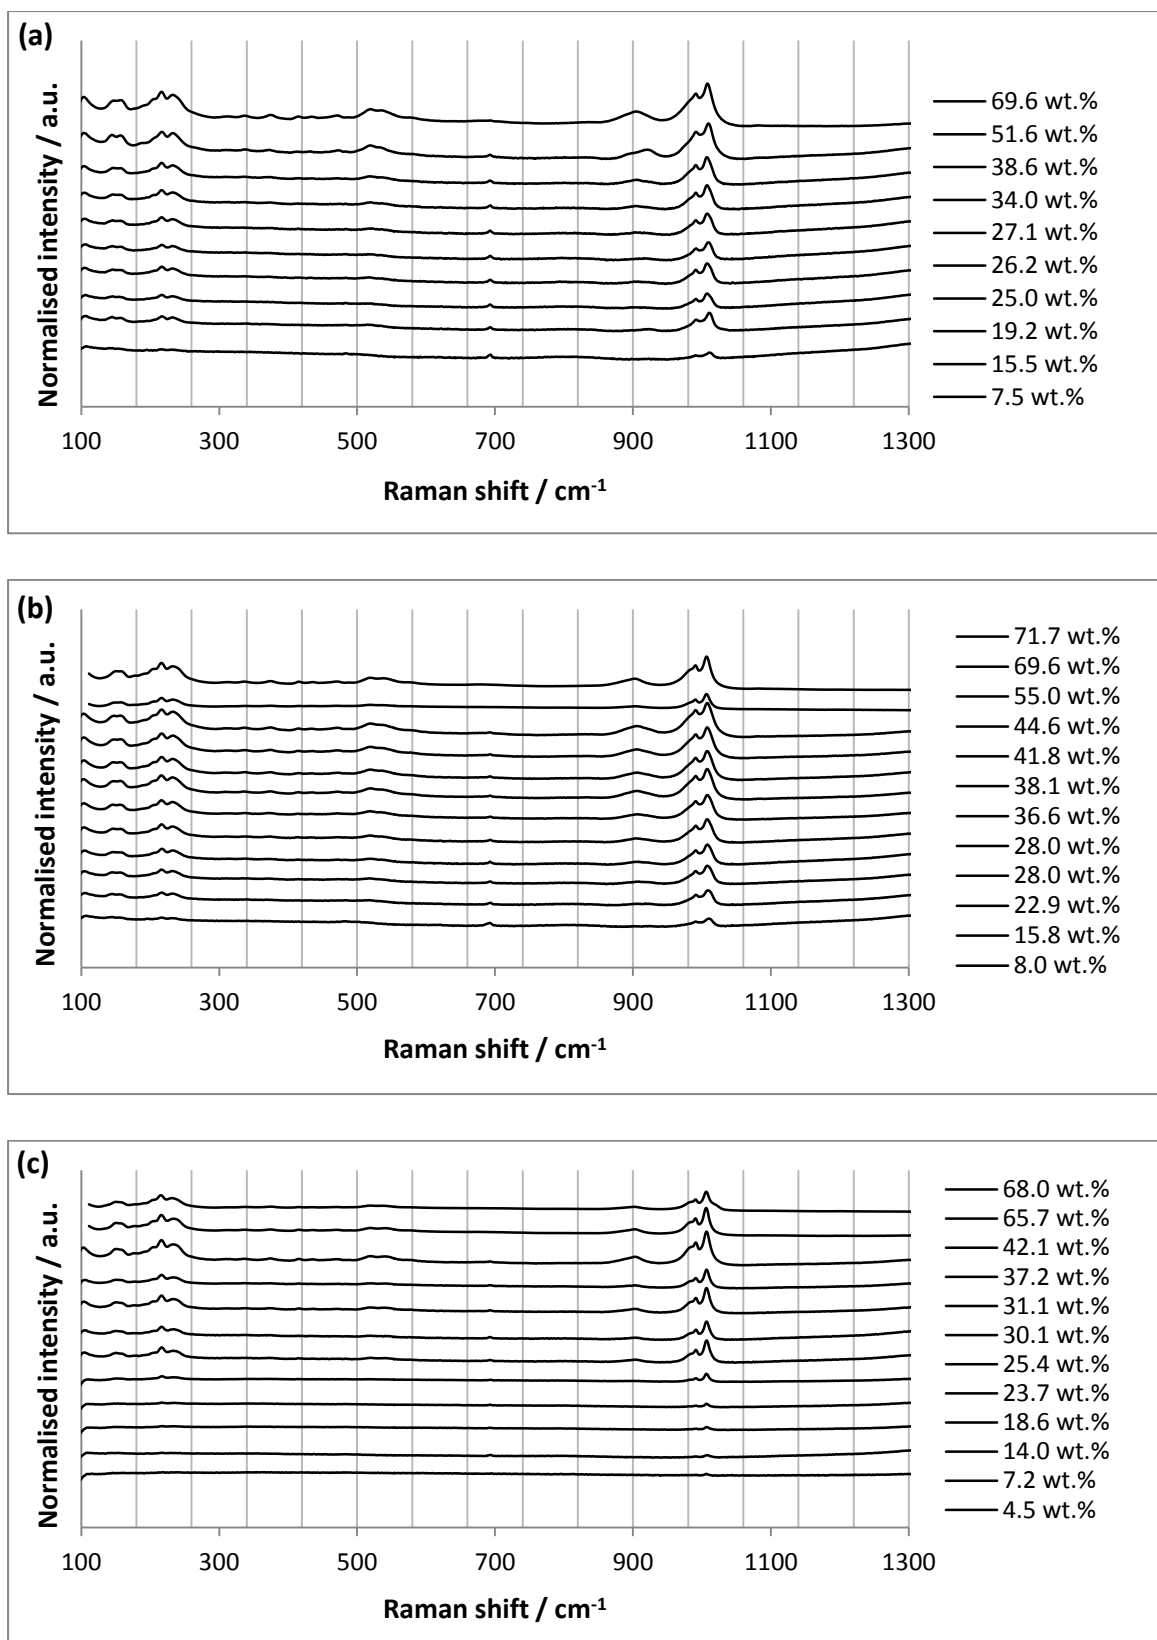 (a)
Normalised intensity / a.u.
69.6 wt.%
51.6 wt.%
38.6 wt.%
34.0 wt.%
27.1 wt.%
26.2 wt.%
25.0 wt.%
19.2 wt.%
15.5 wt.%
7.5 wt.%
100 300 500 700 900 1100 1300
Raman shift / cm⁻¹
(b)
Normalised intensity / a.u.
71.7 wt.%
69.6 wt.%
55.0 wt.%
44.6 wt.%
41.8 wt.%
38.1 wt.%
36.6 wt.%
28.0 wt.%
28.0 wt.%
22.9 wt.%
15.8 wt.%
8.0 wt.%
100 300 500 700 900 1100 1300
Raman shift / cm⁻¹
(c)
Normalised intensity / a.u.
68.0 wt.%
65.7 wt.%
42.1 wt.%
37.2 wt.%
31.1 wt.%
30.1 wt.%
25.4 wt.%
23.7 wt.%
18.6 wt.%
14.0 wt.%
7.2 wt.%
4.5 wt.%
100 300 500 700 900 1100 1300
Raman shift / cm⁻¹